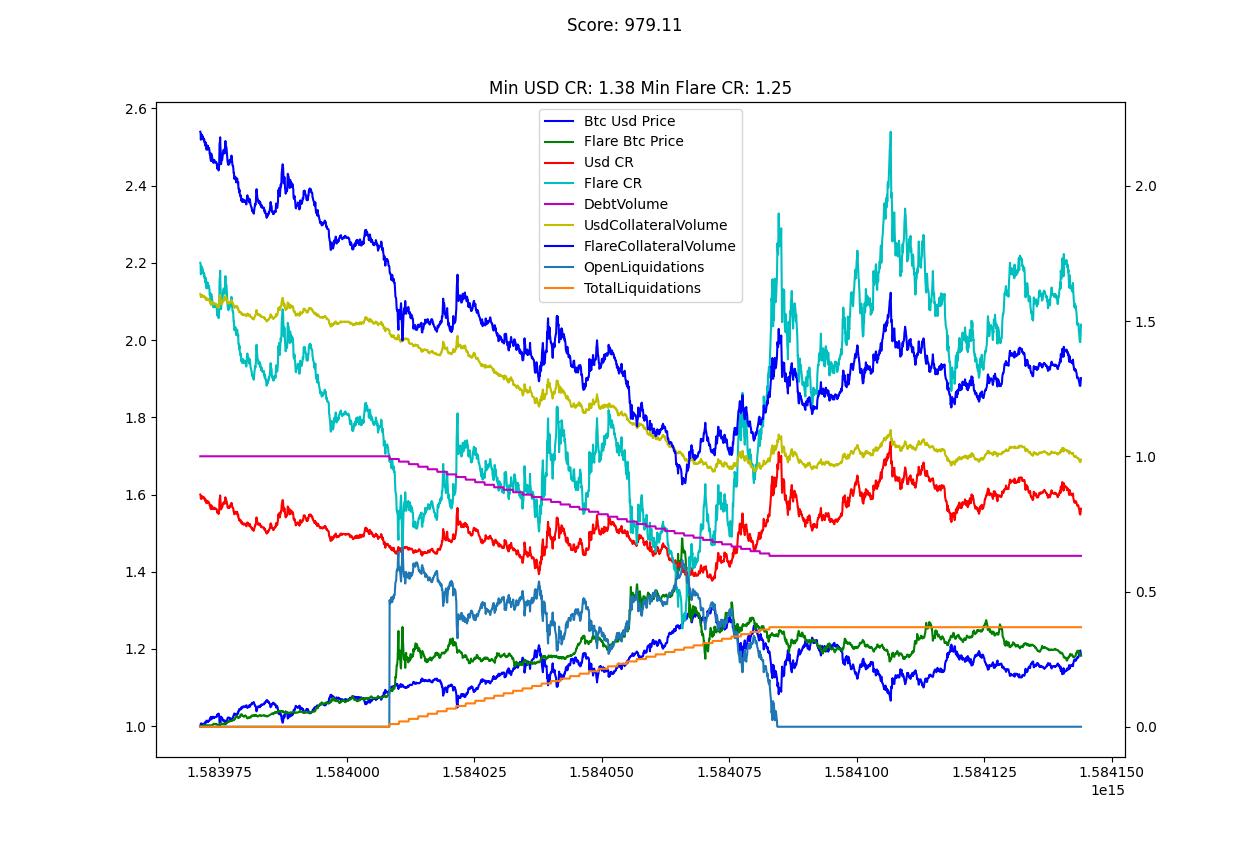 Score: 979.11
Min USD CR: 1.38 Min Flare CR: 1.25
2.6
2.4
2.2
2.0
1.8
1.6
1.4
1.2
1.0
Btc Usd Price
Flare Btc Price
Usd CR
Flare CR
DebtVolume
UsdCollateralVolume
FlareCollateralVolume
OpenLiquidations
TotalLiquidations
2.0
1.5
1.0
0.5
0.0
1.583975 1.584000 1.584025 1.584050 1.584075 1.584100 1.584125 1.584150
1e15